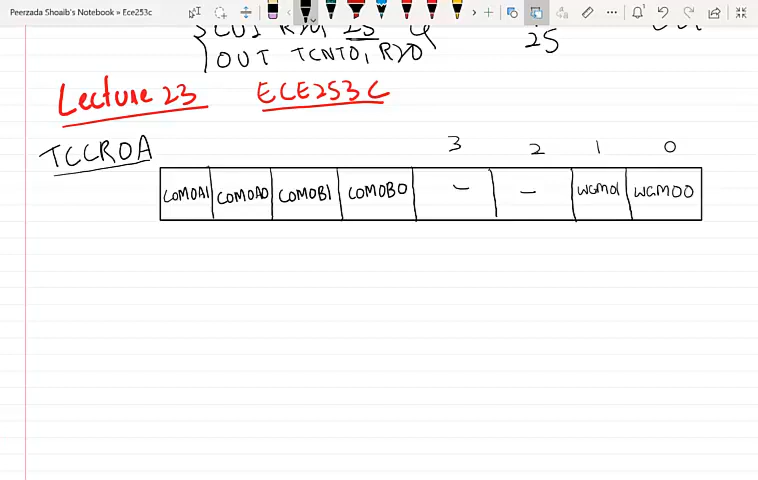 Peerzada Shoaib's Notebook » Ece253c
25
OUT TCNT0, R20
25
Lecture 23 ECE253C
TCCR0A
3 2 1 0
COM0A1 COM0A0 COM0B1 COM0B0 - - WGM01 WGM00